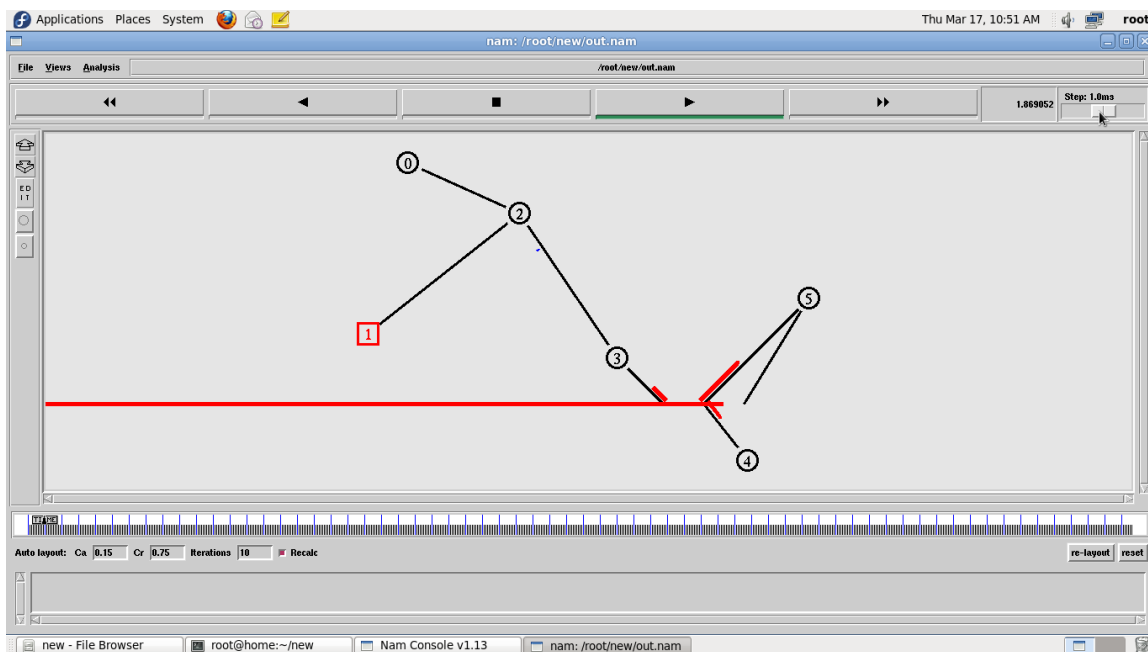 Applications Places System Thu Mar 17, 10:51 AM root
nam: /root/new/out.nam
File Views Analysis /root/new/out.nam
1.869052 Step: 1.0ms
ED
IT
0
2
1
5
3
4
TIME
Auto layout: Ca 0.15 Cr 0.75 Iterations 10 Recalc re-layout reset
new - File Browser root@home:~/new Nam Console v1.13 nam: /root/new/out.nam